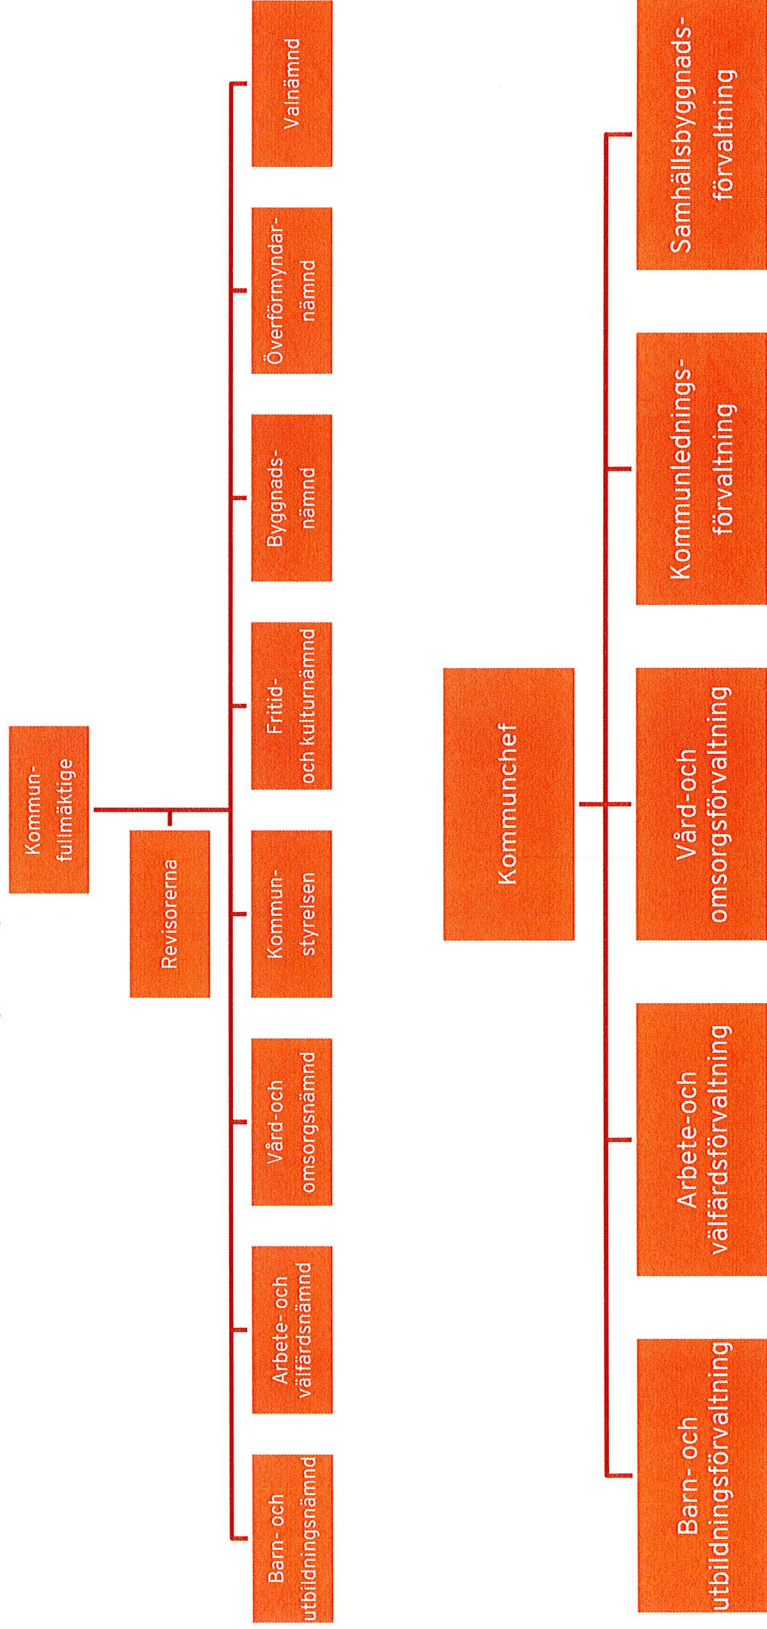 Kommun-
fullmäktige
Revisorerna
Barn- och
utbildningsnämnd
Arbete- och
välfärdsnämnd
Vård-och
omsorgsnämnd
Kommun-
styrelsen
Fritid-
och kulturnämnd
Byggnads-
nämnd
Överförmyndar-
nämnd
Valnämnd
Kommunchef
Barn- och
utbildningsförvaltning
Arbete-och
välfärdsförvaltning
Vård-och
omsorgsförvaltning
Kommunlednings-
förvaltning
Samhällsbyggnads-
förvaltning